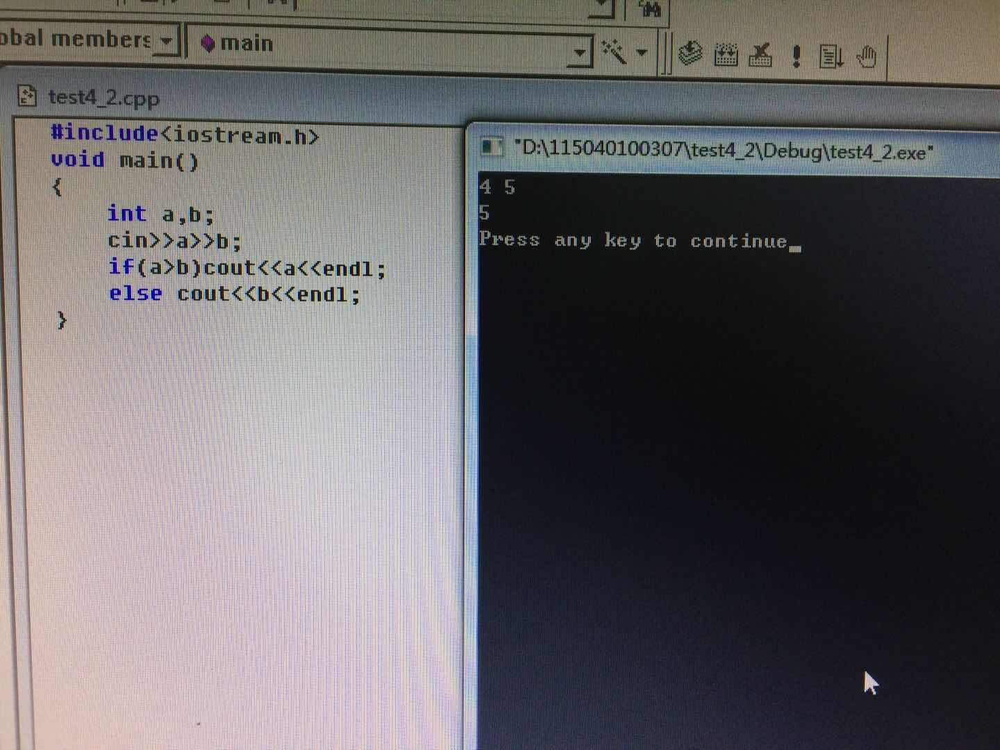 obal members
main
test4_2.cpp
#include<iostream.h>
void main()
{
int a,b;
cin>>a>>b;
if(a>b)cout<<a<<endl;
else cout<<b<<endl;
}
"D:\115040100307\test4_2\Debug\test4_2.exe"
4 5
5
Press any key to continue